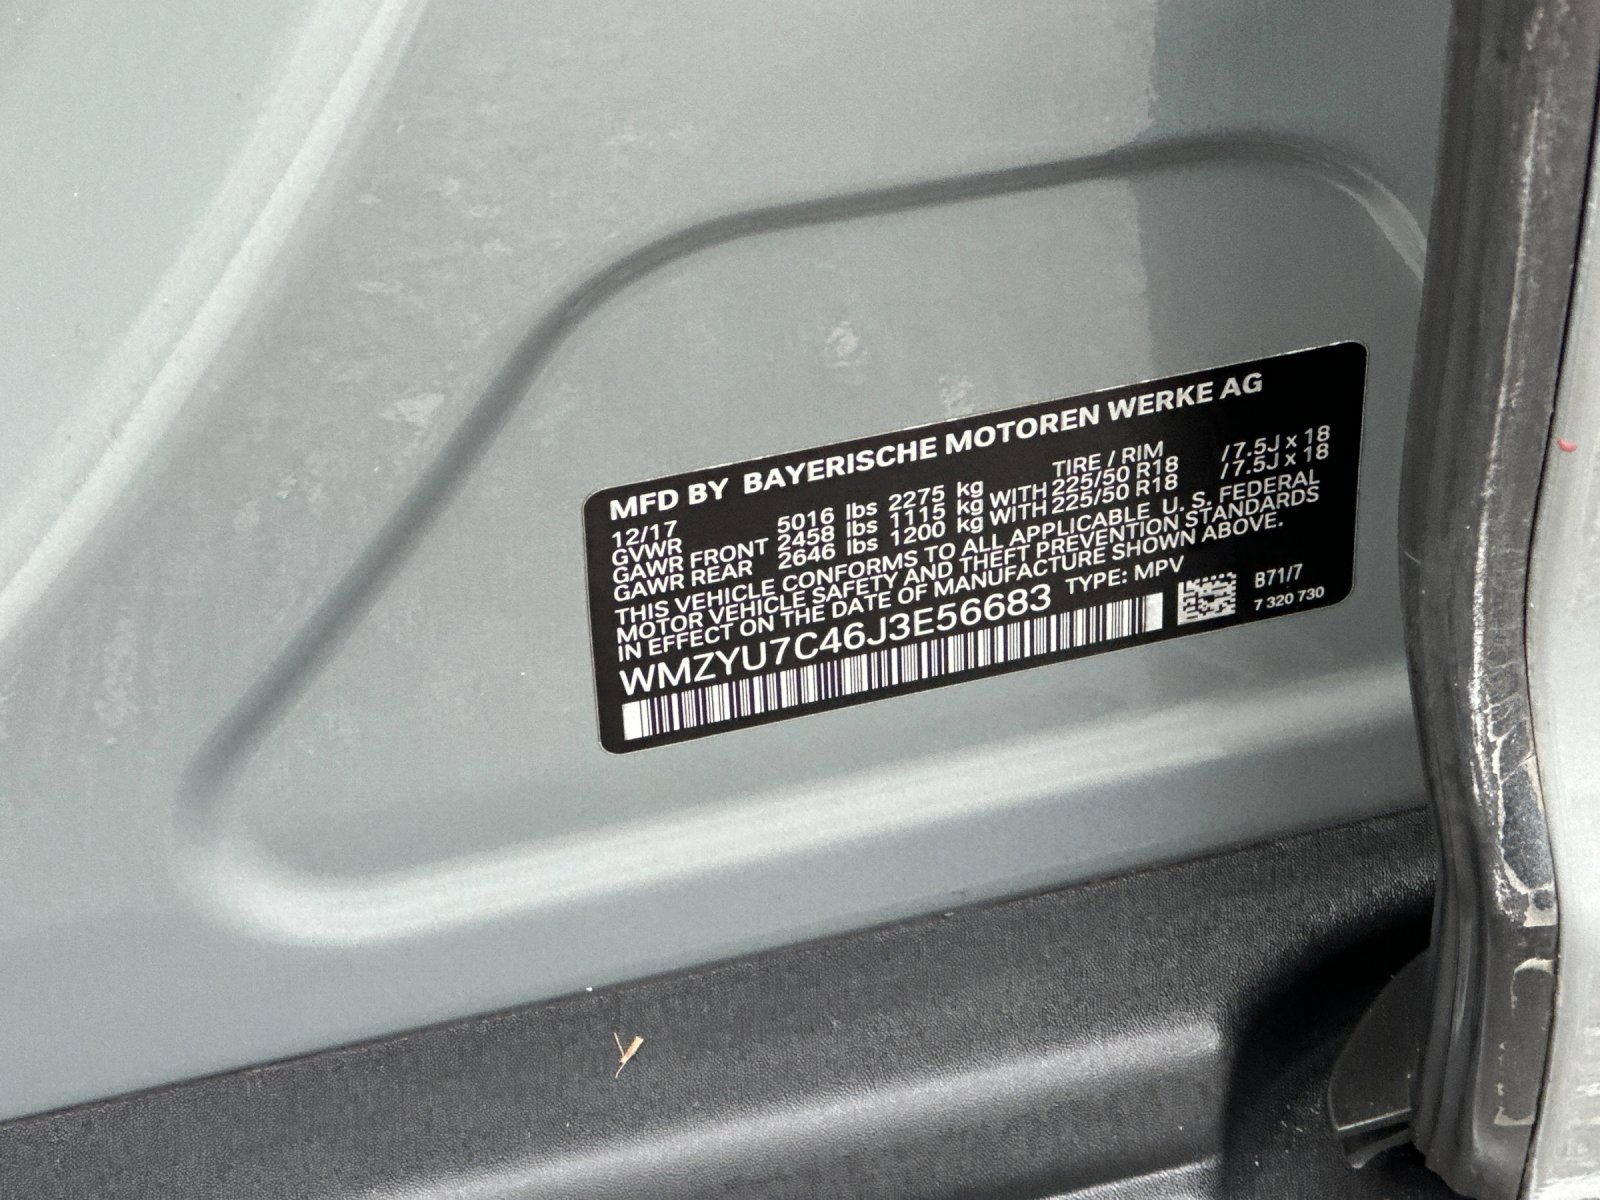 MFD BY BAYERISCHE MOTOREN WERKE AG
12/17 TIRE / RIM
GVWR 5016 lbs 2275 kg
GAWR FRONT 2458 lbs 1115 kg WITH 225/50 R18 / 7.5J x 18
GAWR REAR 2646 lbs 1200 kg WITH 225/50 R18 / 7.5J x 18
THIS VEHICLE CONFORMS TO ALL APPLICABLE U. S. FEDERAL
MOTOR VEHICLE SAFETY AND THEFT PREVENTION STANDARDS
IN EFFECT ON THE DATE OF MANUFACTURE SHOWN ABOVE.
WMZYU7C46J3E56683 TYPE: MPV
B71/7
7 320 730